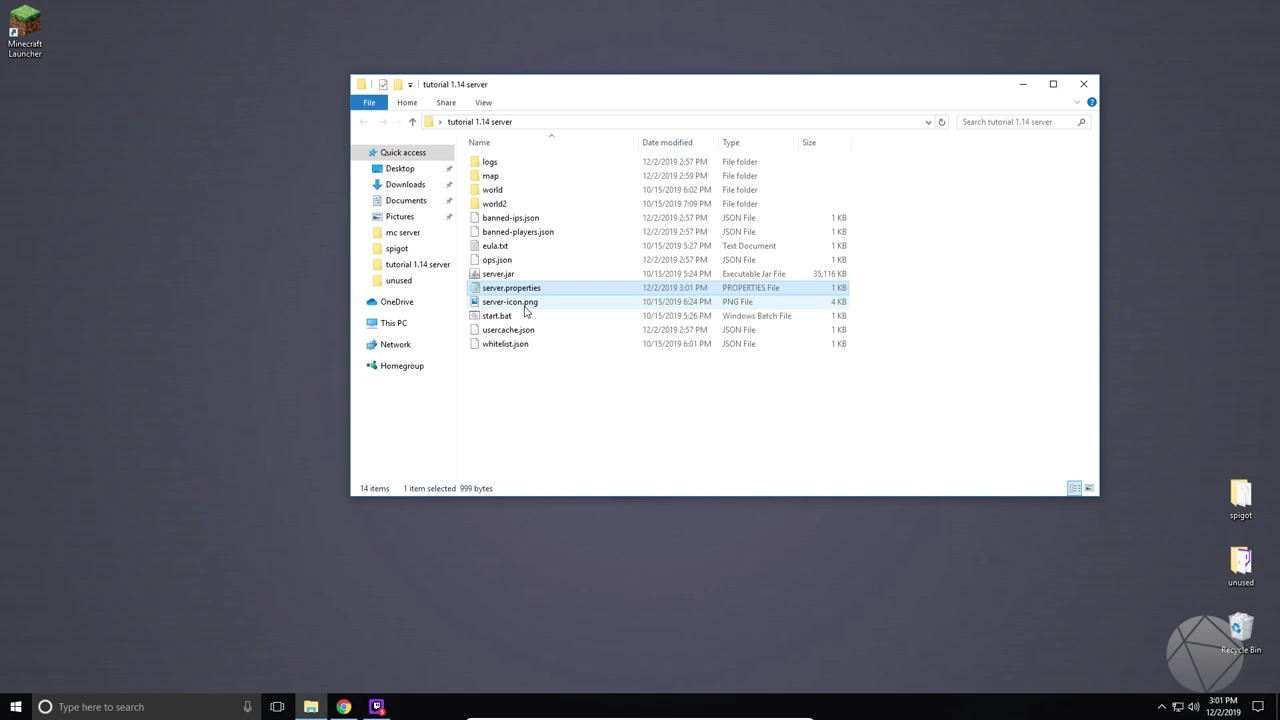 Minecraft
Launcher
tutorial 1.14 server
File Home Share View
tutorial 1.14 server
Search tutorial 1.14 server
Name Date modified Type Size
Quick access
Desktop
Downloads
Documents
Pictures
mc server
spigot
tutorial 1.14 server
unused
OneDrive
This PC
Network
Homegroup
logs 12/2/2019 2:57 PM File folder
map 12/2/2019 2:59 PM File folder
world 10/15/2019 6:02 PM File folder
world2 10/15/2019 7:09 PM File folder
banned-ips.json 12/2/2019 2:57 PM JSON File 1 KB
banned-players.json 12/2/2019 2:57 PM JSON File 1 KB
eula.txt 10/15/2019 5:27 PM Text Document 1 KB
ops.json 12/2/2019 2:57 PM JSON File 1 KB
server.jar 10/15/2019 5:24 PM Executable Jar File 35,116 KB
server.properties 12/2/2019 3:01 PM PROPERTIES File 1 KB
server-icon.png 10/15/2019 6:24 PM PNG File 4 KB
start.bat 10/15/2019 5:26 PM Windows Batch File 1 KB
usercache.json 12/2/2019 2:57 PM JSON File 1 KB
whitelist.json 10/15/2019 6:01 PM JSON File 1 KB
14 items 1 item selected 999 bytes
spigot
unused
Recycle Bin
Type here to search
3:01 PM
12/2/2019